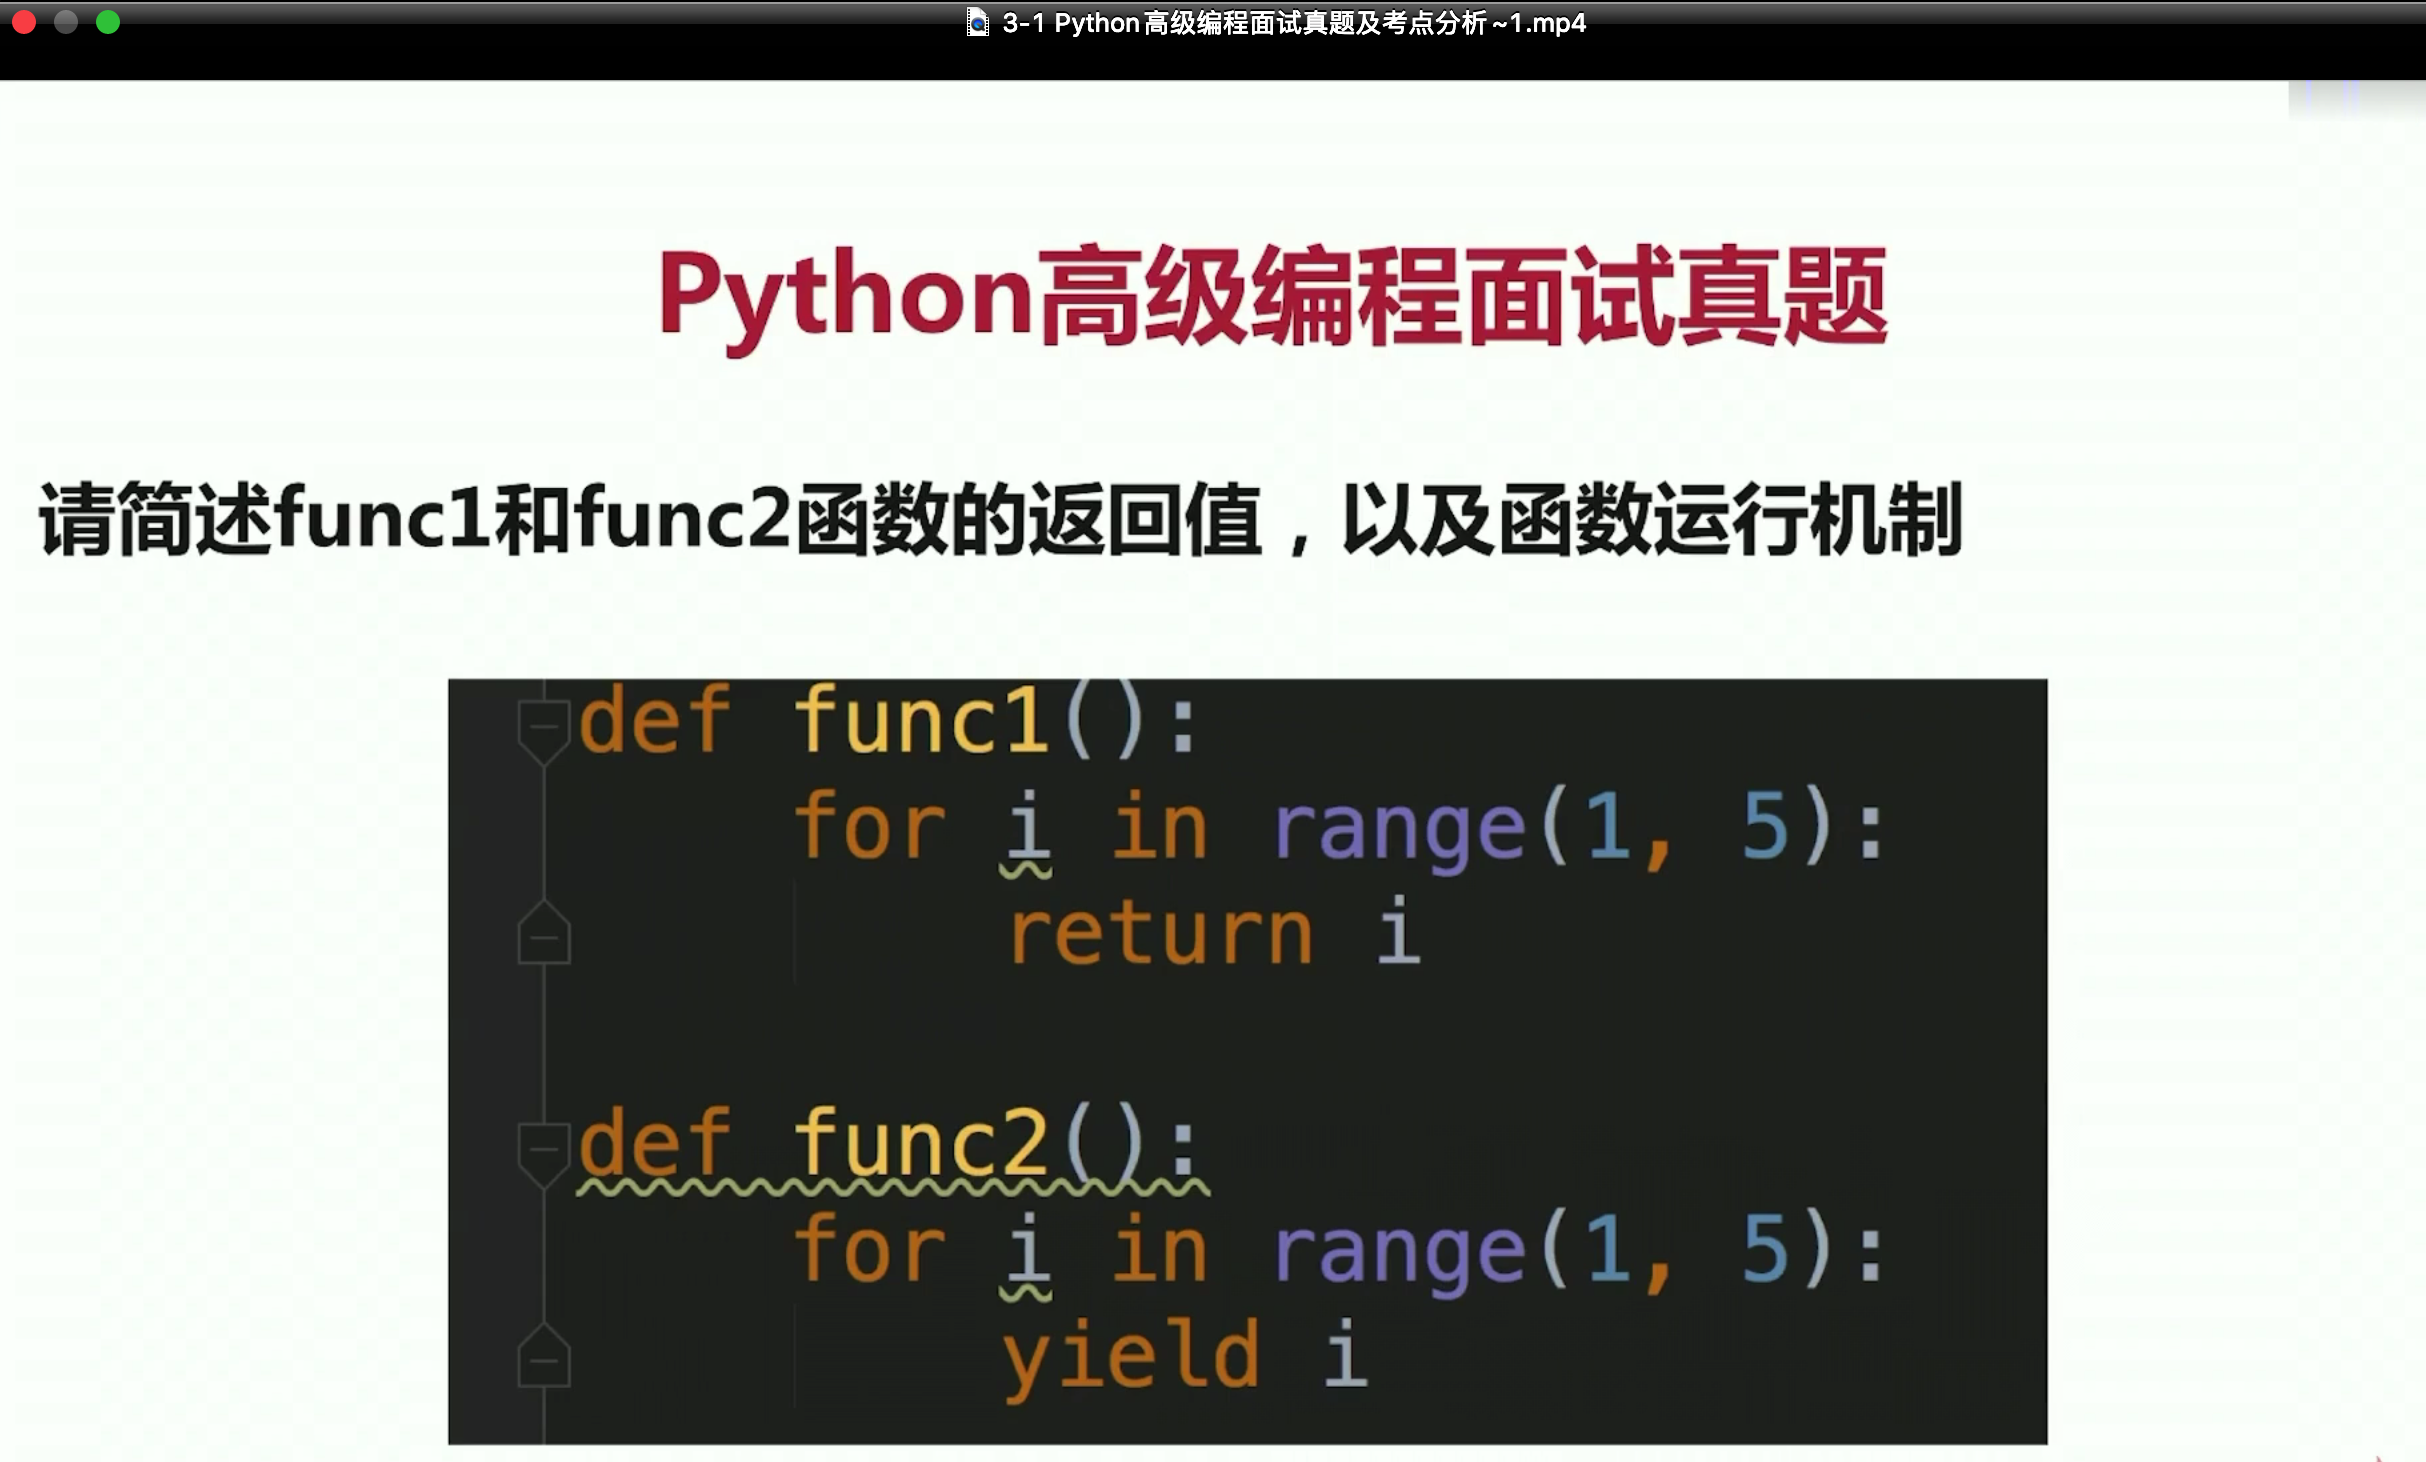 3-1 Python高级编程面试真题及考点分析~1.mp4
Python高级编程面试真题
请简述func1和func2函数的返回值，以及函数运行机制
def func1():
    for i in range(1, 5):
        return i
def func2():
    for i in range(1, 5):
        yield i